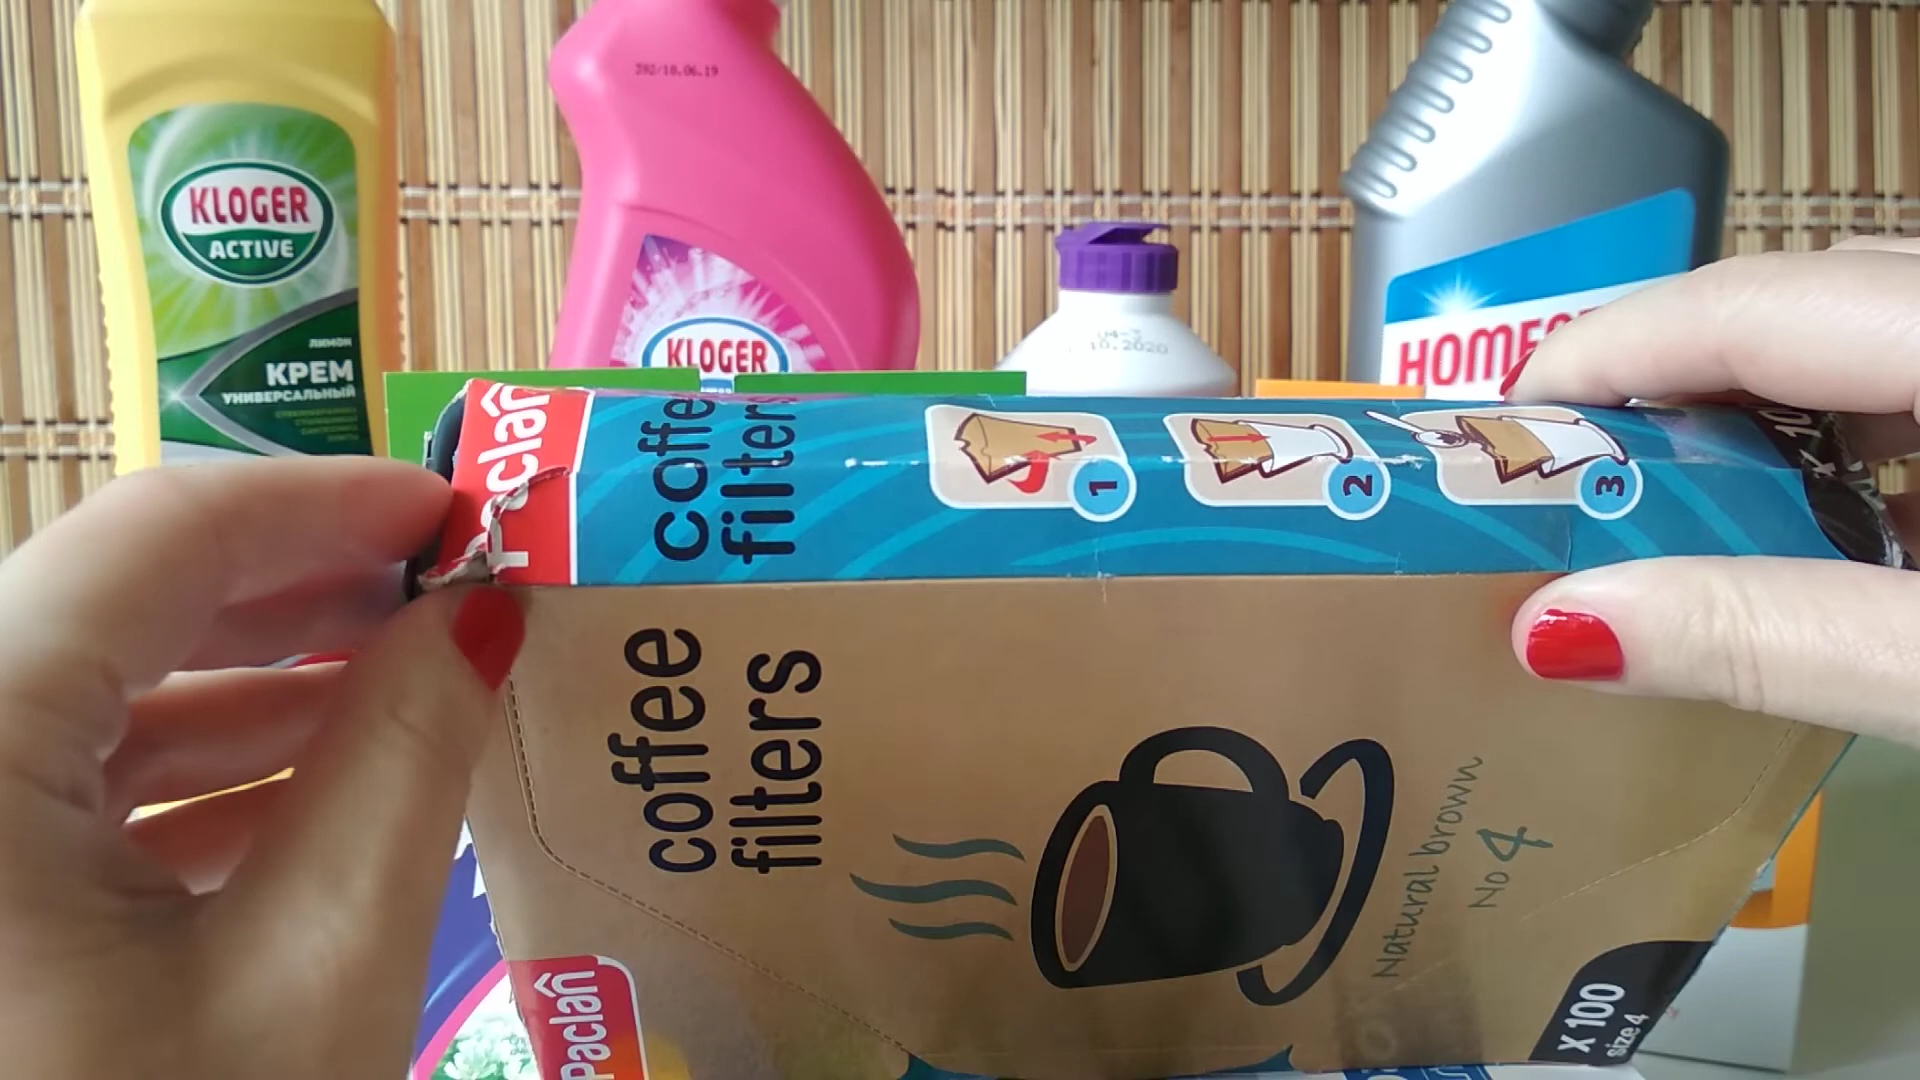 392/18.06.19
KLOGER
ACTIVE
ЛИМОН
КРЕМ
УНИВЕРСАЛЬНЫЙ
KLOGER
10.2020
Paclan
coffee
filters
1
2
3
coffee
filters
Natural brown
No 4
Paclan
X 100
size 4